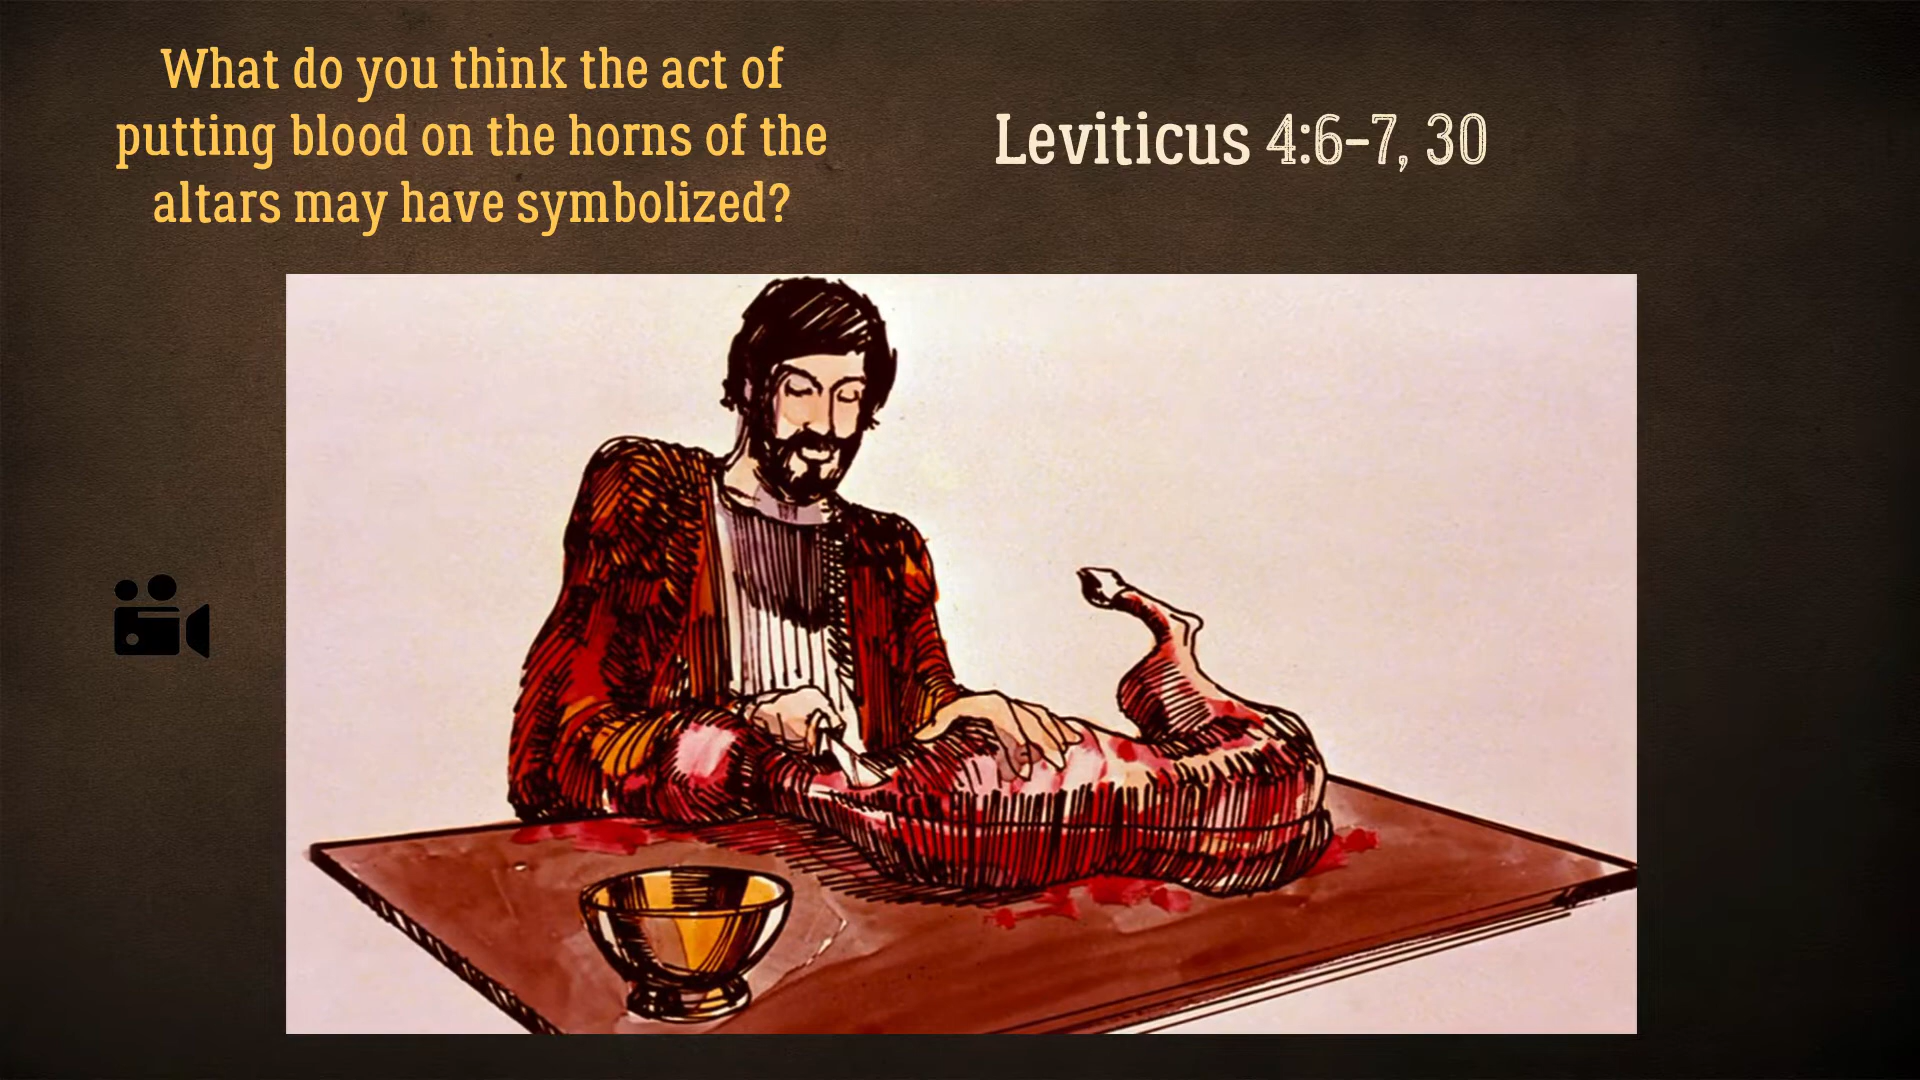 What do you think the act of
putting blood on the horns of the
altars may have symbolized?
Leviticus 4:6–7, 30